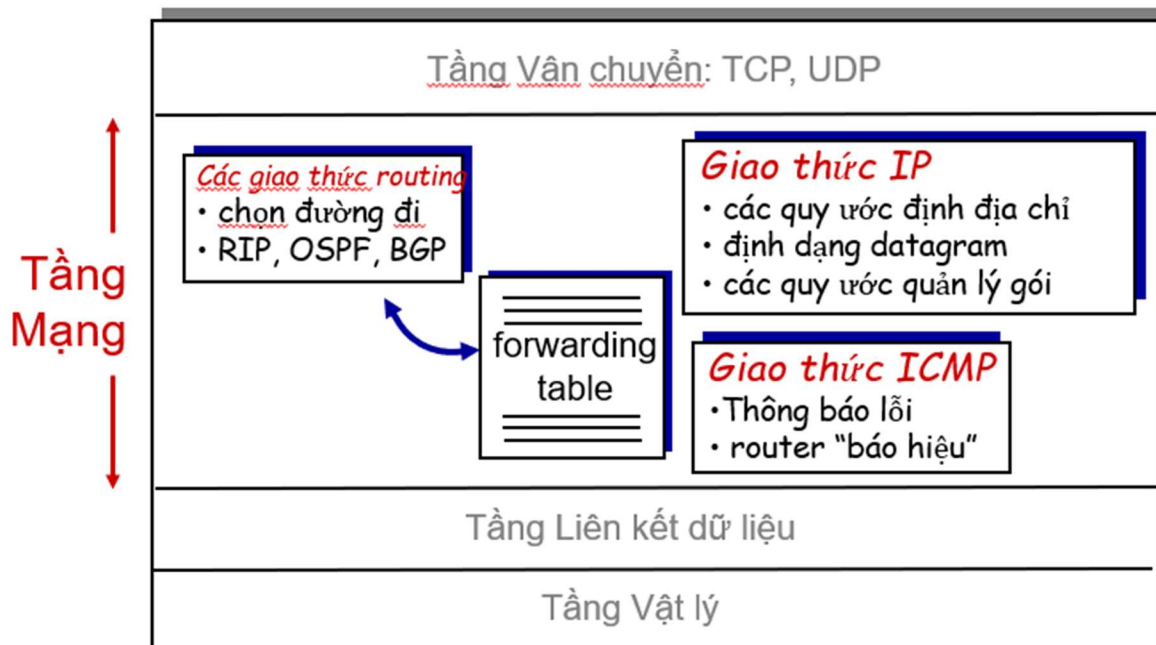 Tầng Vận chuyển: TCP, UDP
Tầng
Mạng
Các giao thức routing
• chọn đường đi
• RIP, OSPF, BGP
forwarding
table
Giao thức IP
• các quy ước định địa chỉ
• định dạng datagram
• các quy ước quản lý gói
Giao thức ICMP
•Thông báo lỗi
• router “báo hiệu”
Tầng Liên kết dữ liệu
Tầng Vật lý